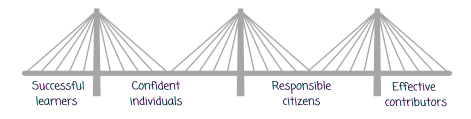 Successful
learners
Confident
individuals
Responsible
citizens
Effective
contributors